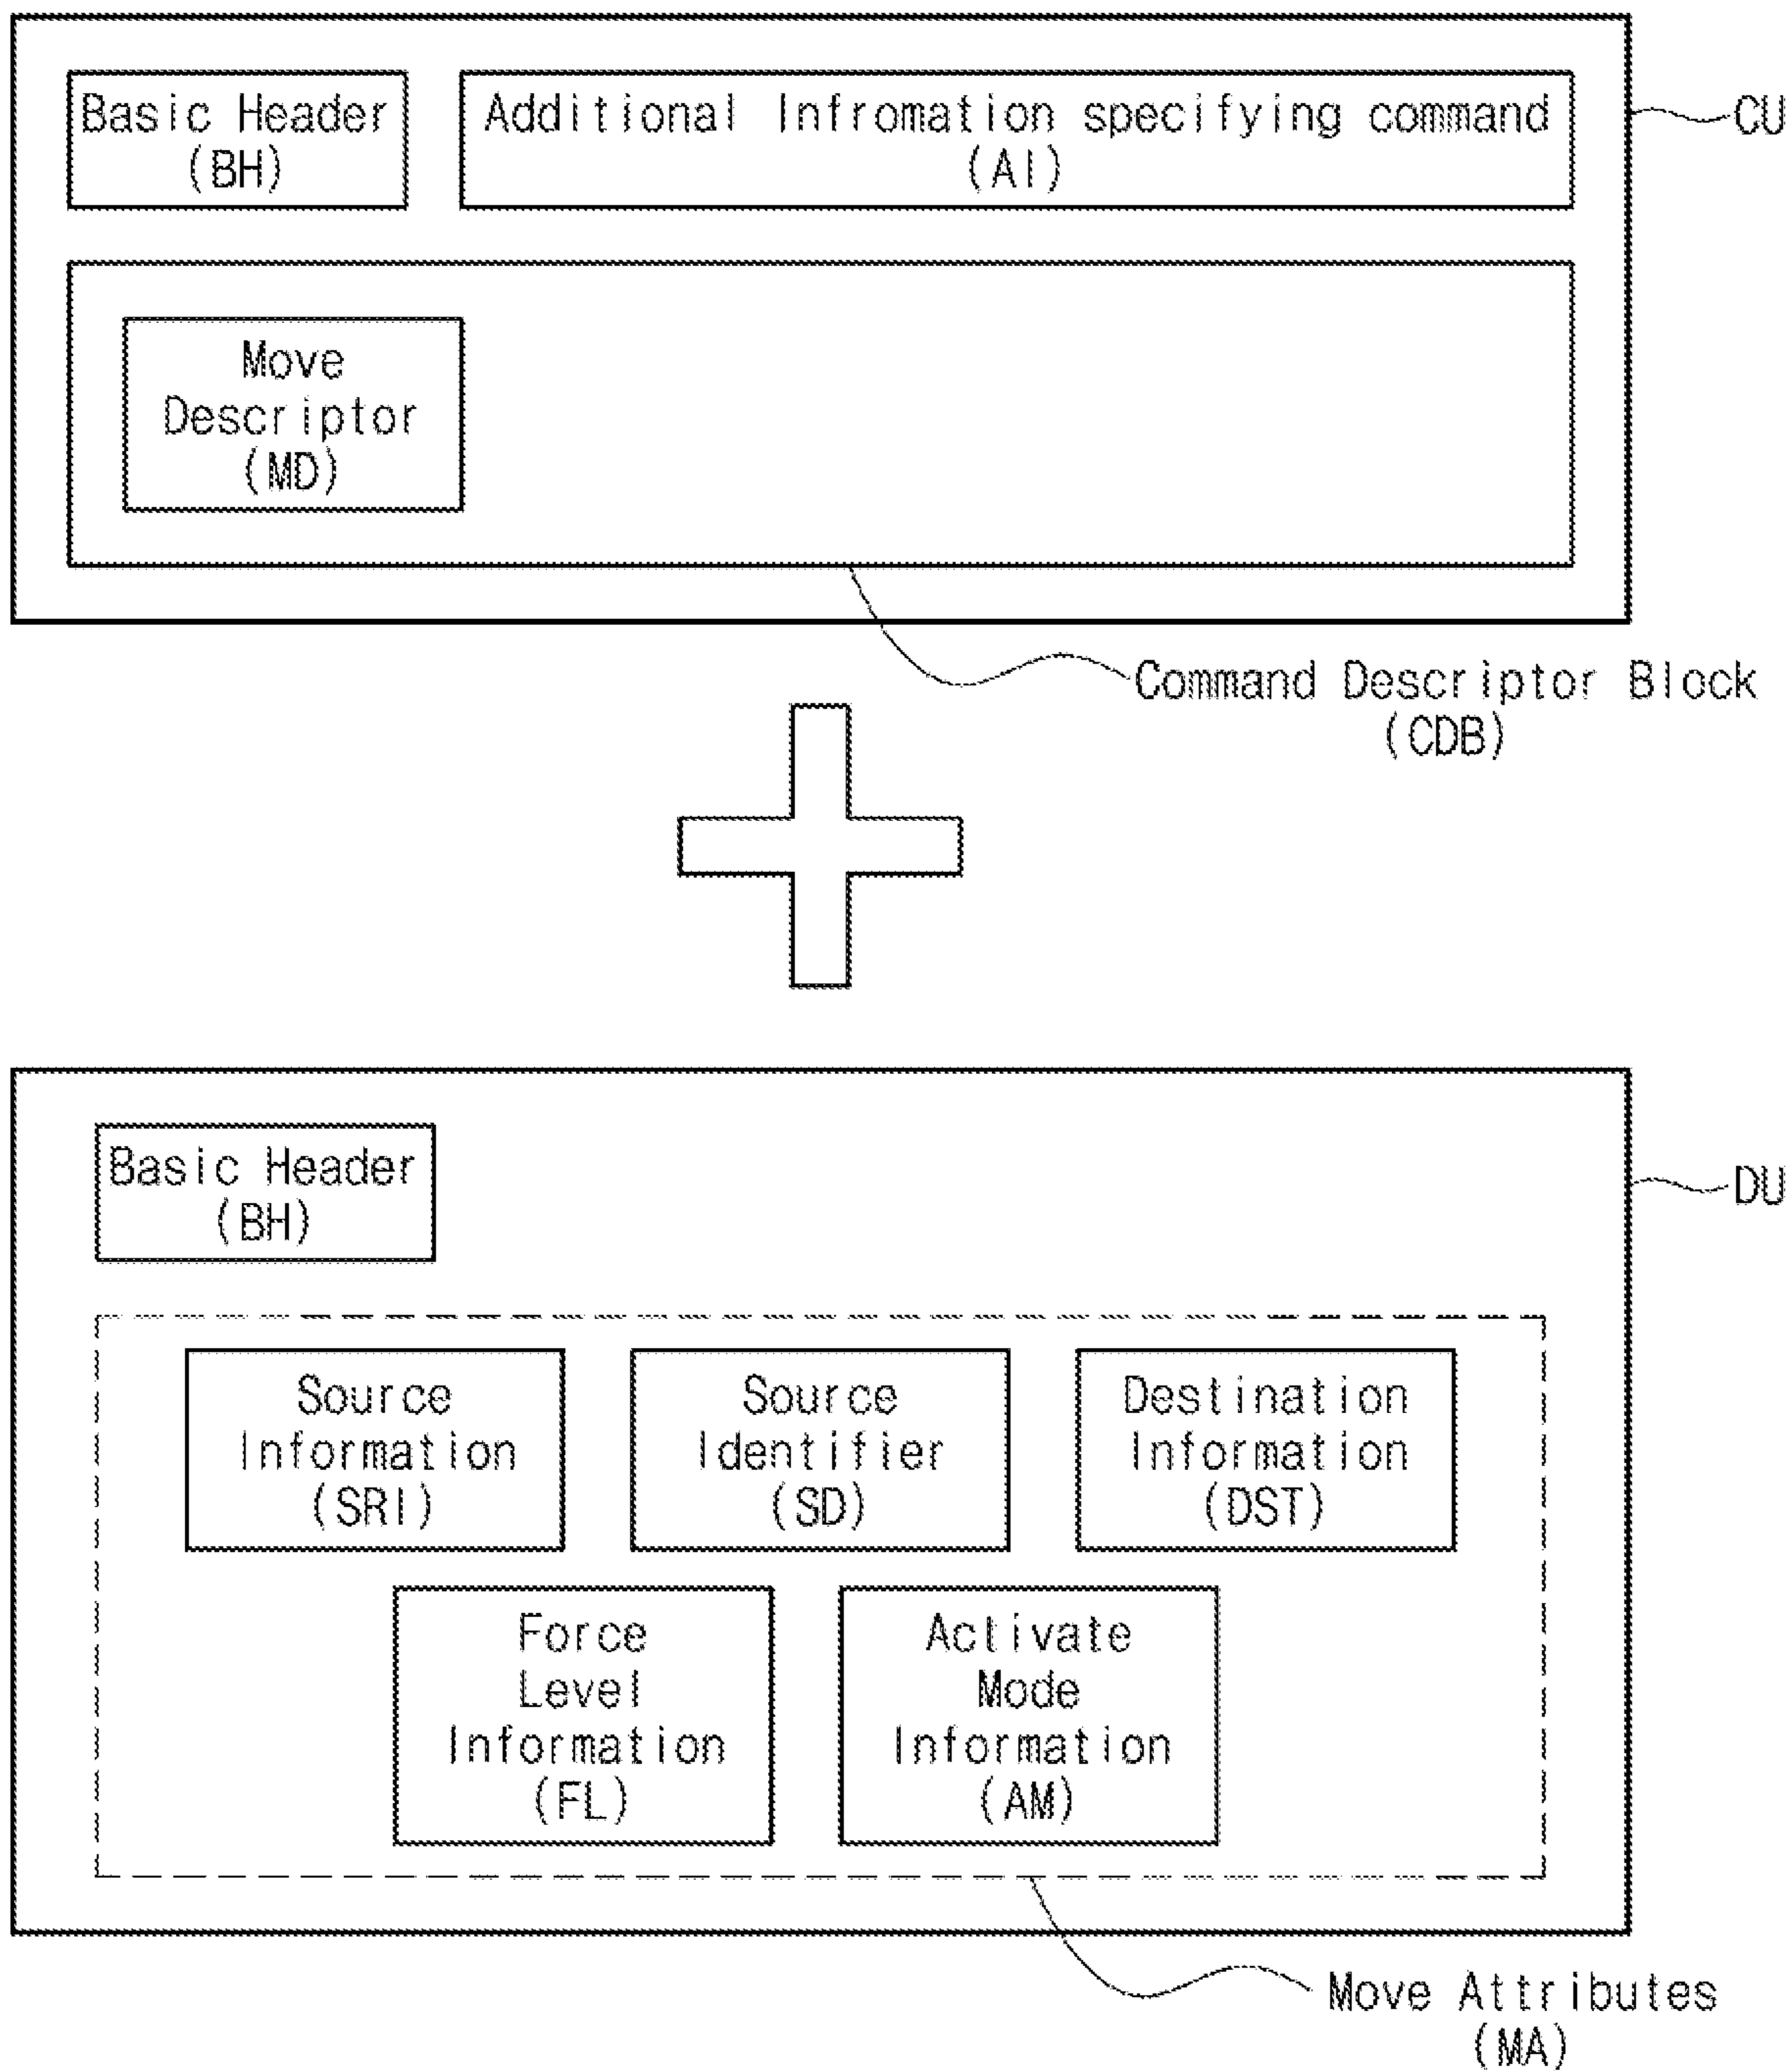 Basic Header
(BH)
Additional Infromation specifying command
(AI)
CU
Move
Descriptor
(MD)
Command Descriptor Block
(CDB)
Basic Header
(BH)
DU
Source
Information
(SRI)
Source
Identifier
(SD)
Destination
Information
(DST)
Force
Level
Information
(FL)
Activate
Mode
Information
(AM)
Move Attributes
(MA)